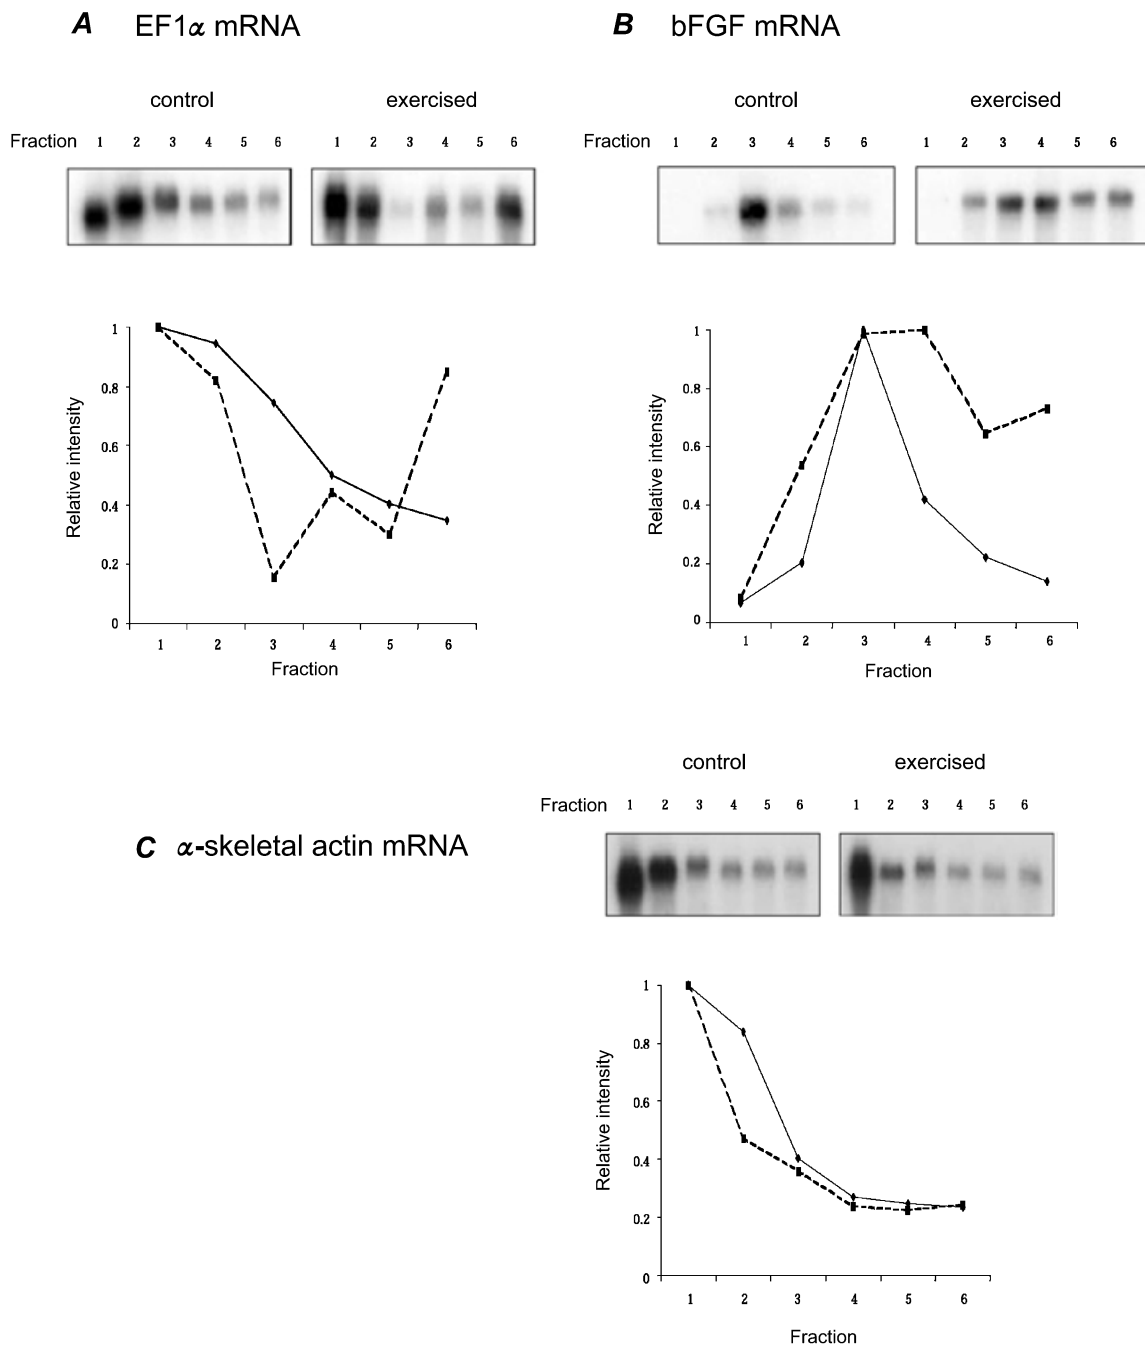 A EF1α mRNA
control exercised
Fraction 1 2 3 4 5 6 1 2 3 4 5 6
1
0.8
0.6
0.4
0.2
0
Relative intensity
1 2 3 4 5 6
Fraction
B bFGF mRNA
control exercised
Fraction 1 2 3 4 5 6 1 2 3 4 5 6
1
0.8
0.6
0.4
0.2
0
Relative intensity
1 2 3 4 5 6
Fraction
C α-skeletal actin mRNA
control exercised
Fraction 1 2 3 4 5 6 1 2 3 4 5 6
1
0.8
0.6
0.4
0.2
0
Relative intensity
1 2 3 4 5 6
Fraction